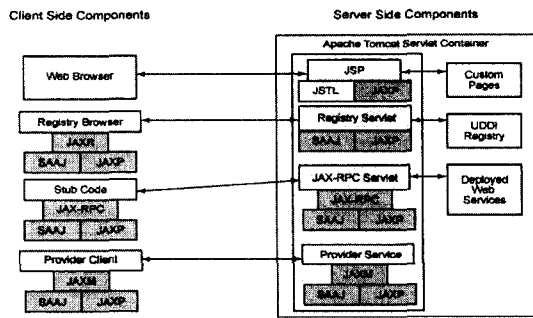 Client Side Components
Server Side Components
Apache Tomcat Servlet Container
Web Browser
JSP
JSTL
JAXP
Custom
Pages
Registry Browser
JAXR
SAAJ
JAXP
Registry Servlet
SAAJ
JAXP
UDDI
Registry
Stub Code
JAX-RPC
SAAJ
JAXP
JAX-RPC Servlet
JAX-RPC
SAAJ
JAXP
Deployed
Web
Services
Provider Client
JAXM
SAAJ
JAXP
Provider Service
JAXM
SAAJ
JAXP